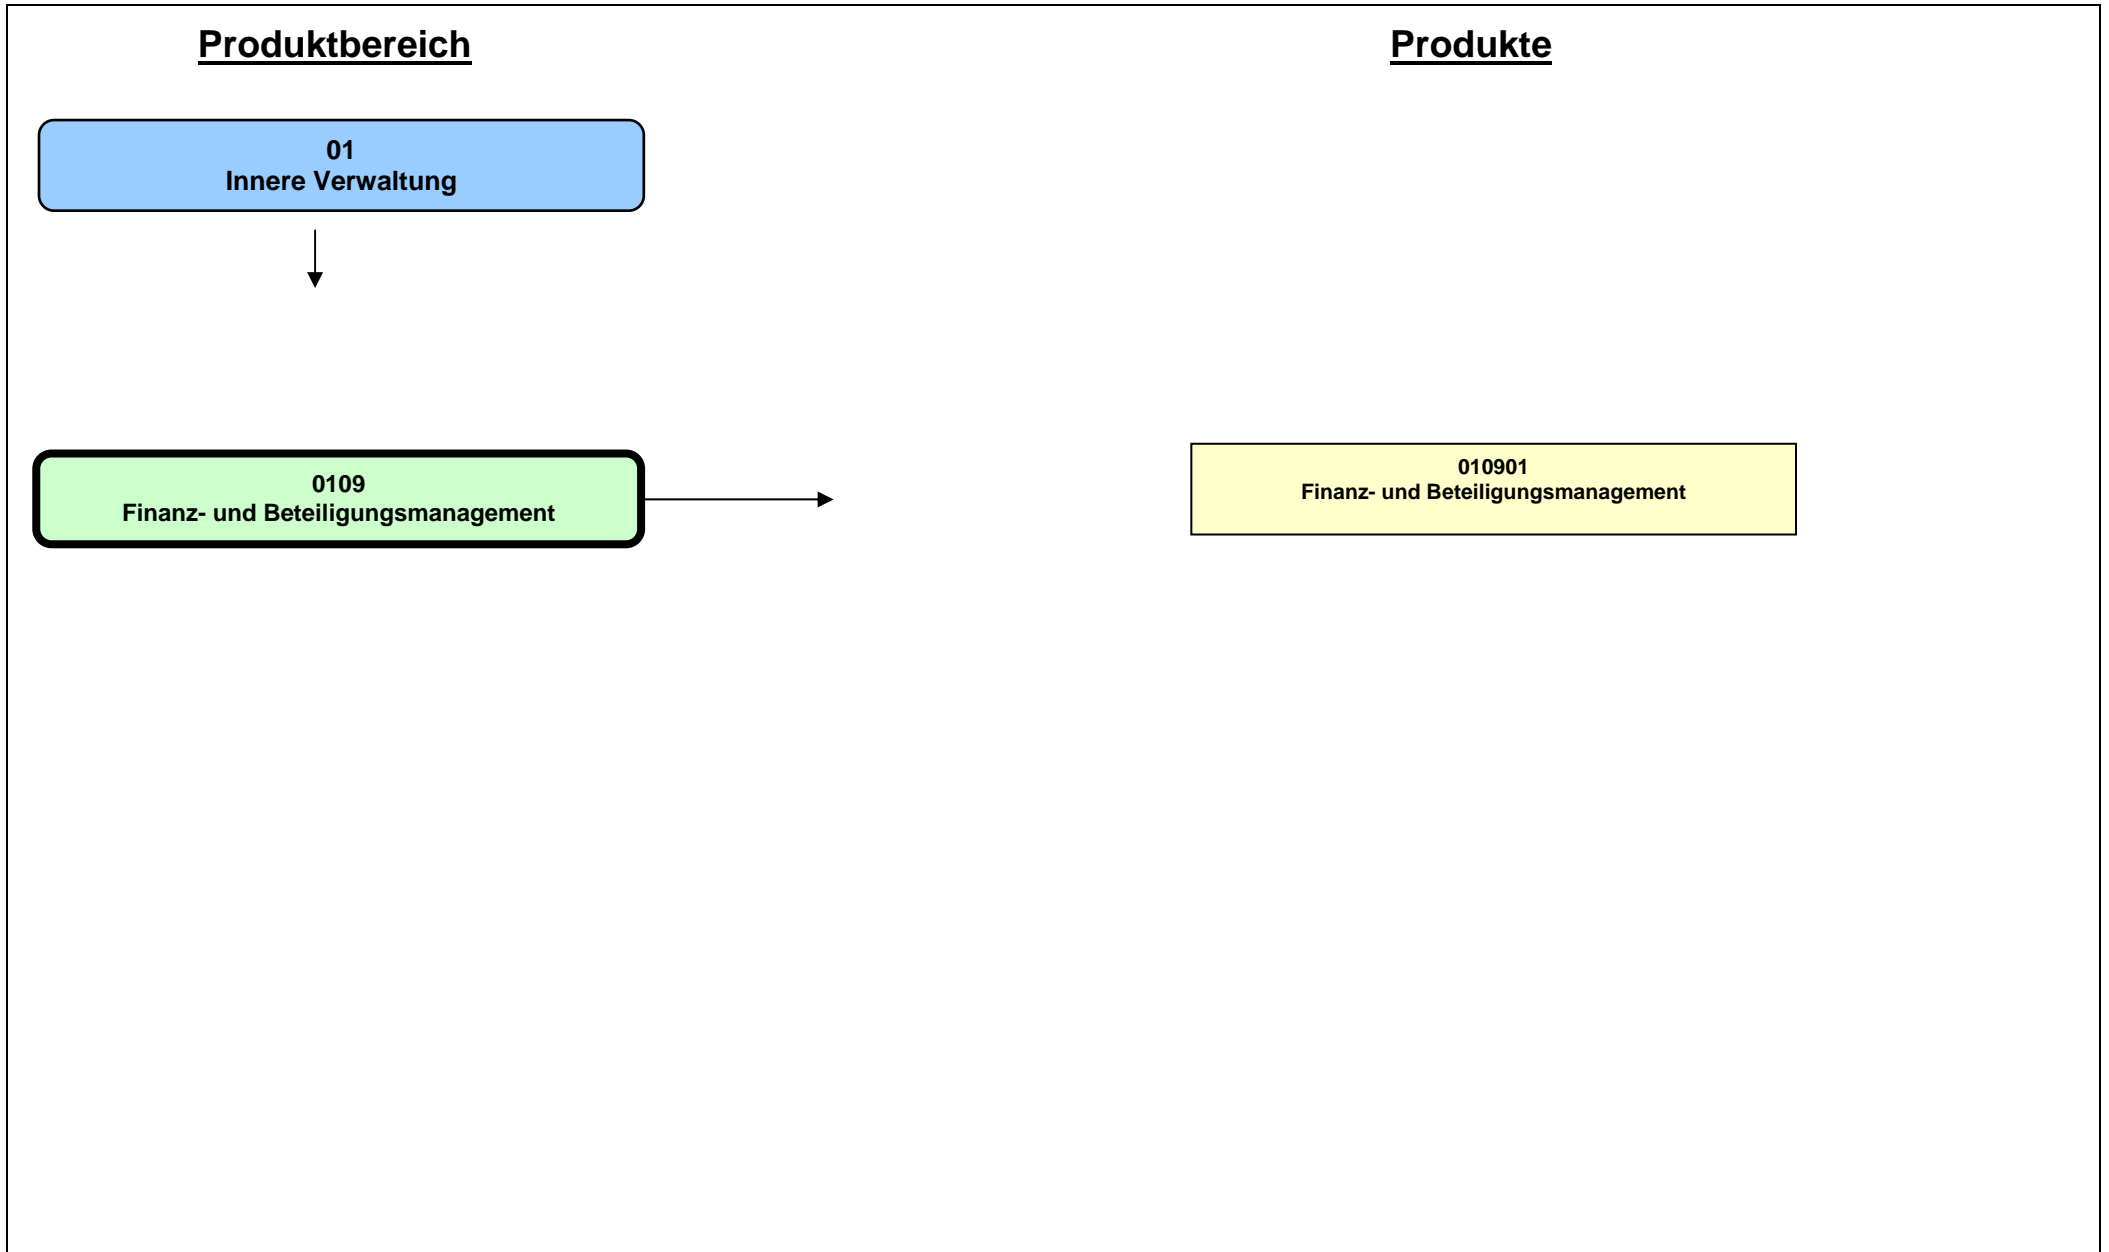 Produktbereich
Produkte
01
Innere Verwaltung
0109
Finanz- und Beteiligungsmanagement
010901
Finanz- und Beteiligungsmanagement